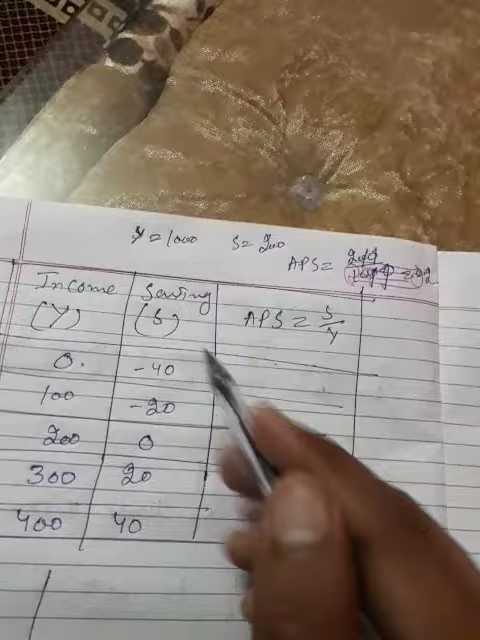 Y = 1000 S = 200
APS = 200
1000 = 0.2
Income Saving
(Y) (S) APS = S/Y
0. -40
100 -20
200 0
300 20
400 40